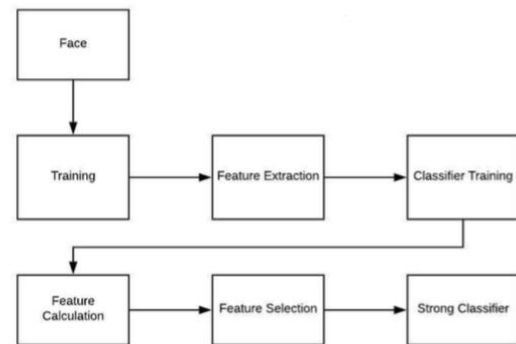 Face
Training
Feature Extraction
Classifier Training
Feature
Calculation
Feature Selection
Strong Classifier